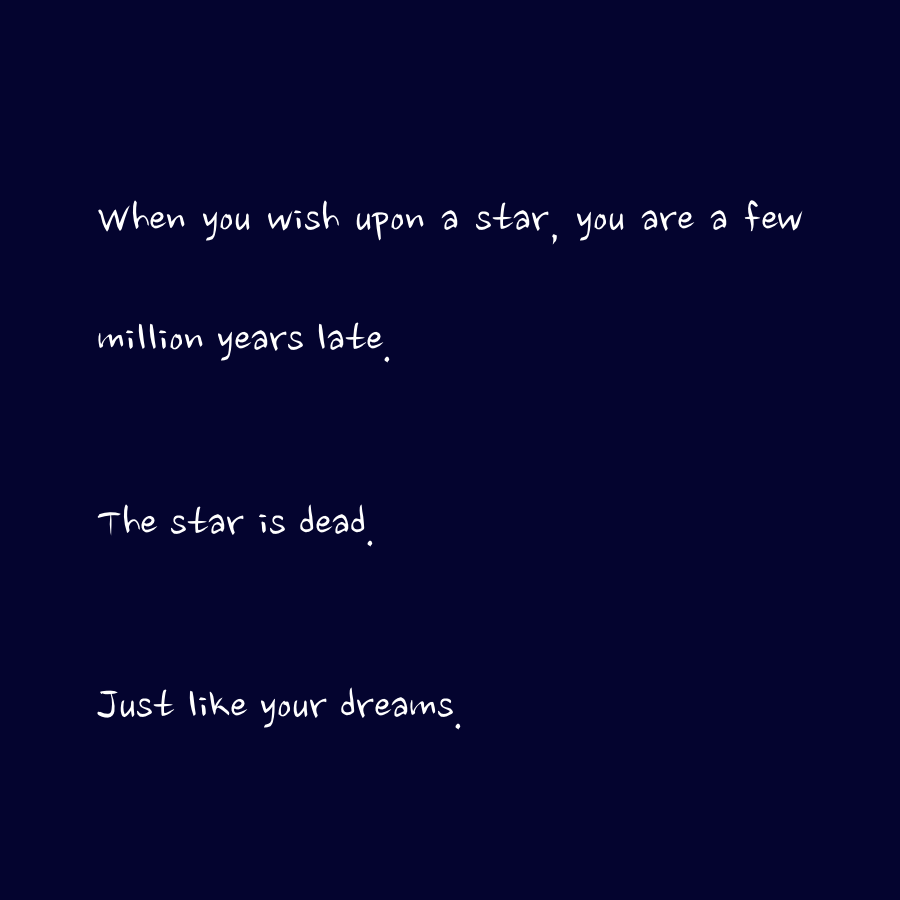 When you wish upon a star, you are a few
million years late.
The star is dead.
Just like your dreams.